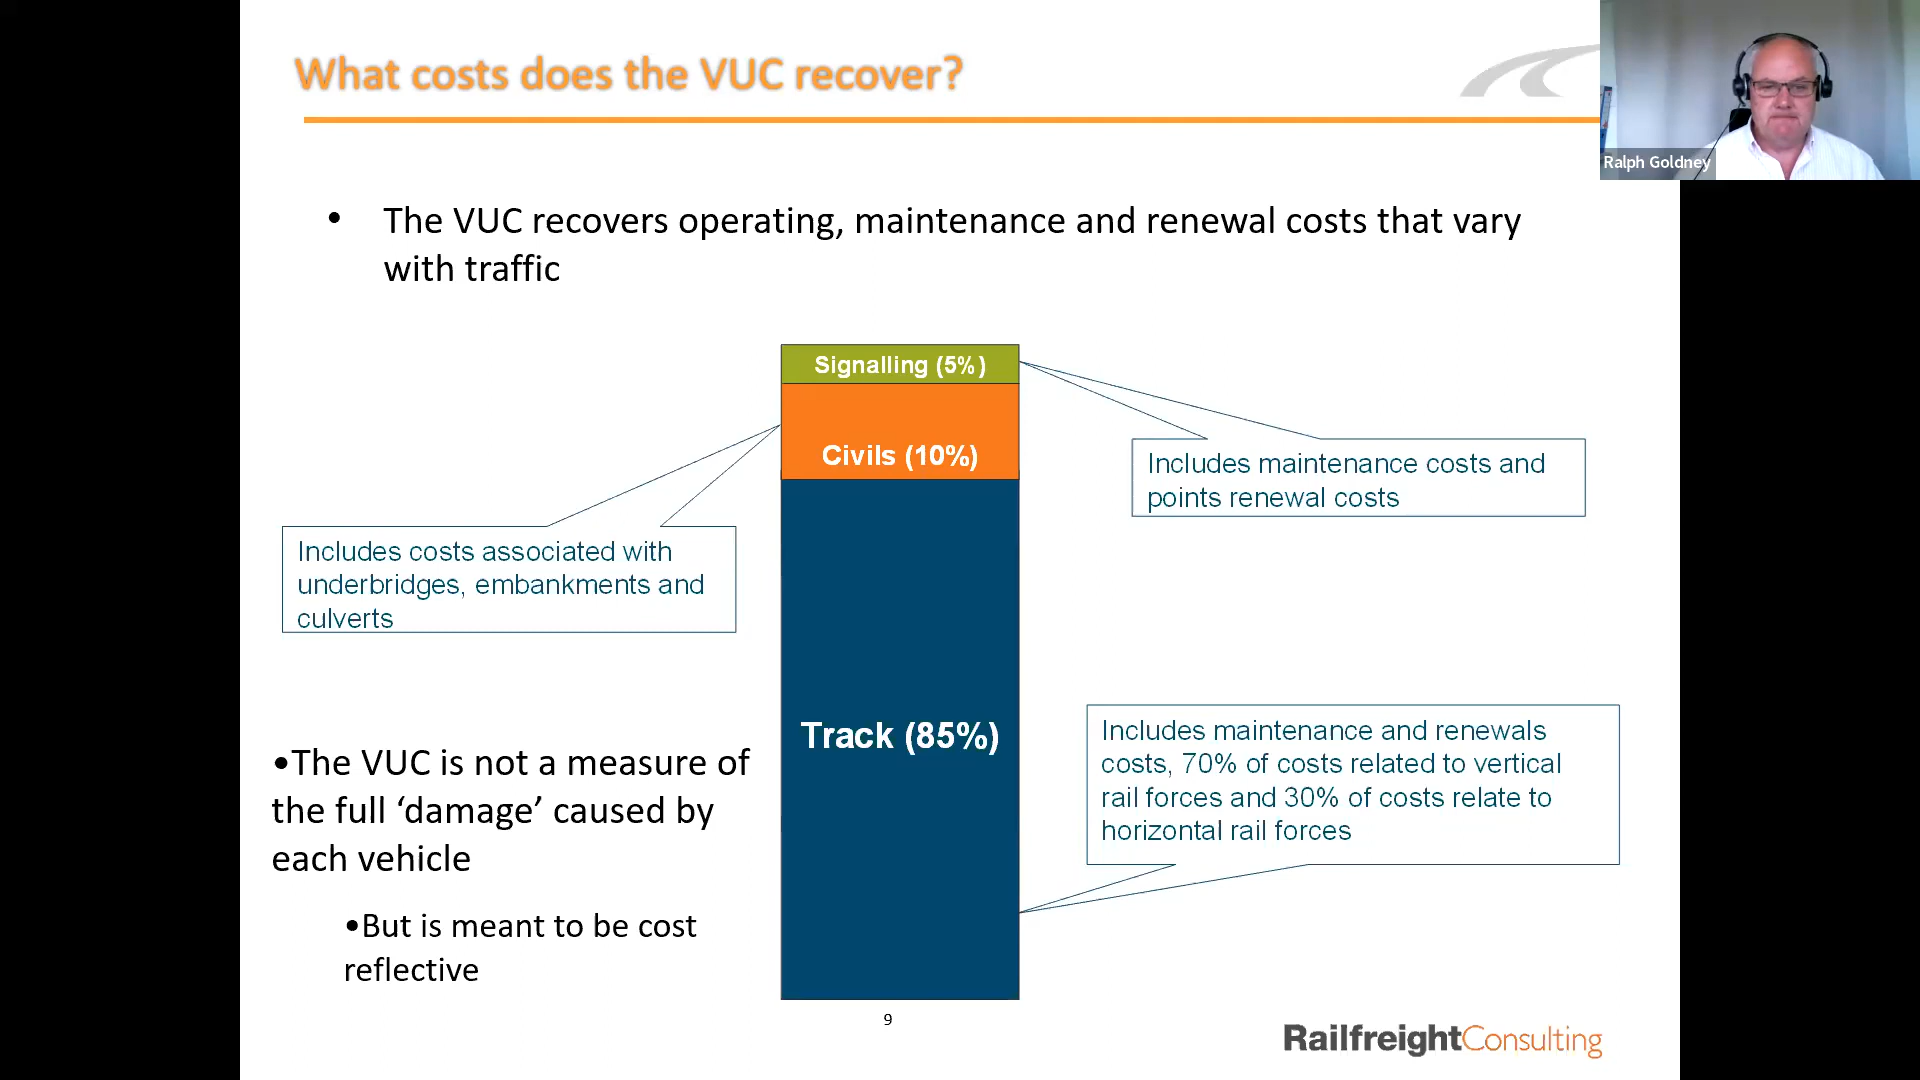 What costs does the VUC recover?
Ralph Goldney
• The VUC recovers operating, maintenance and renewal costs that vary
with traffic
Signalling (5%)
Civils (10%)
Includes maintenance costs and
points renewal costs
Includes costs associated with
underbridges, embankments and
culverts
Track (85%)
Includes maintenance and renewals
costs, 70% of costs related to vertical
rail forces and 30% of costs relate to
horizontal rail forces
•The VUC is not a measure of
the full ‘damage’ caused by
each vehicle
•But is meant to be cost
reflective
9
RailfreightConsulting